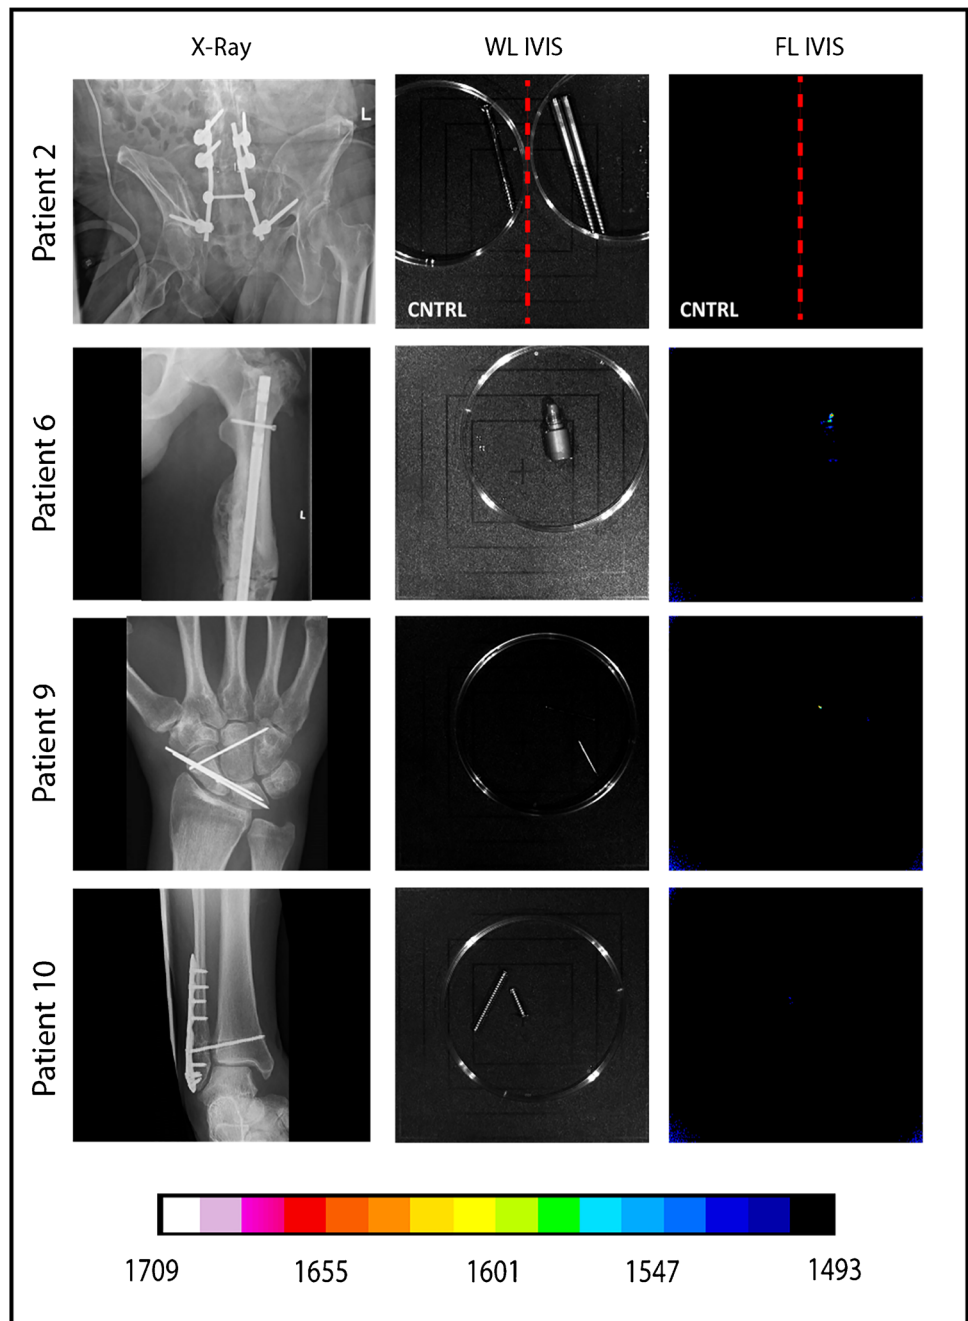 X-Ray WL IVIS FL IVIS
Patient 2
L
CNTRL
CNTRL
Patient 6
L
Patient 9
Patient 10
1709 1655 1601 1547 1493